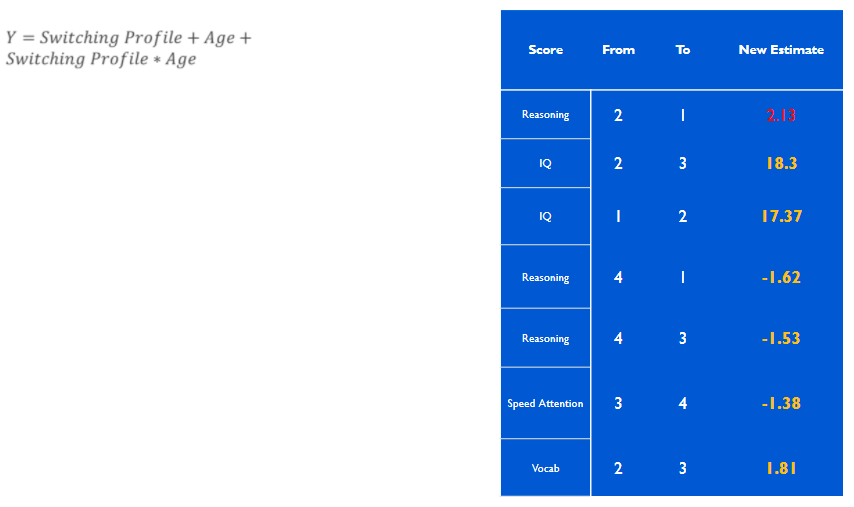 Y = Switching Profile + Age +
Switching Profile * Age
Score From To New Estimate
Reasoning 2 1 2.13
IQ 2 3 18.3
IQ 1 2 17.37
Reasoning 4 1 -1.62
Reasoning 4 3 -1.53
Speed Attention 3 4 -1.38
Vocab 2 3 1.81